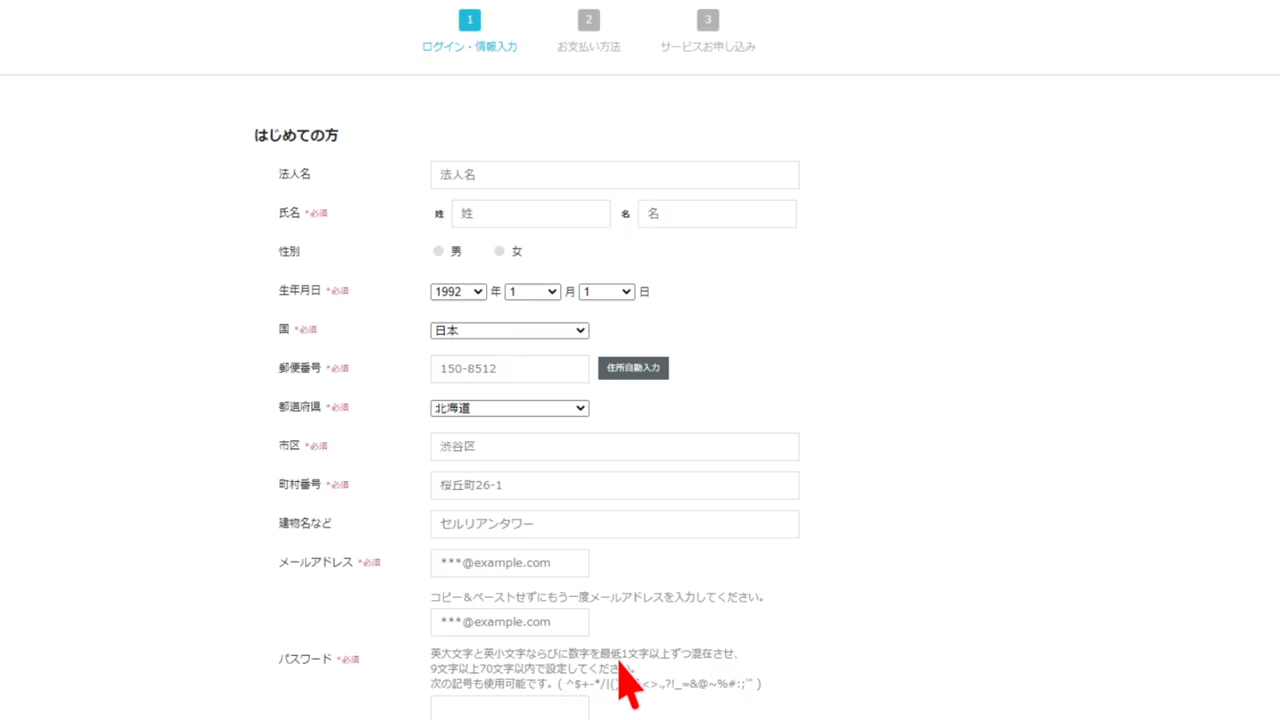 1 2 3
ログイン・情報入力 お支払い方法 サービスお申し込み
はじめての方
法人名 法人名
氏名 *必須 姓 姓 名 名
性別 男 女
生年月日 *必須 1992 年 1 月 1 日
国 *必須 日本
郵便番号 *必須 150-8512 住所自動入力
都道府県 *必須 北海道
市区 *必須 渋谷区
町村番号 *必須 桜丘町26-1
建物名など セルリアンタワー
メールアドレス *必須 ***@example.com
コピー&ペーストせずにもう一度メールアドレスを入力してください。
***@example.com
パスワード *必須 英大文字と英小文字ならびに数字を最低1文字以上ずつ混在させ、
9文字以上70文字以内で設定してください。
次の記号も使用可能です。( ^$+-*/|() <>.,?!_=&@~%#:;'" )